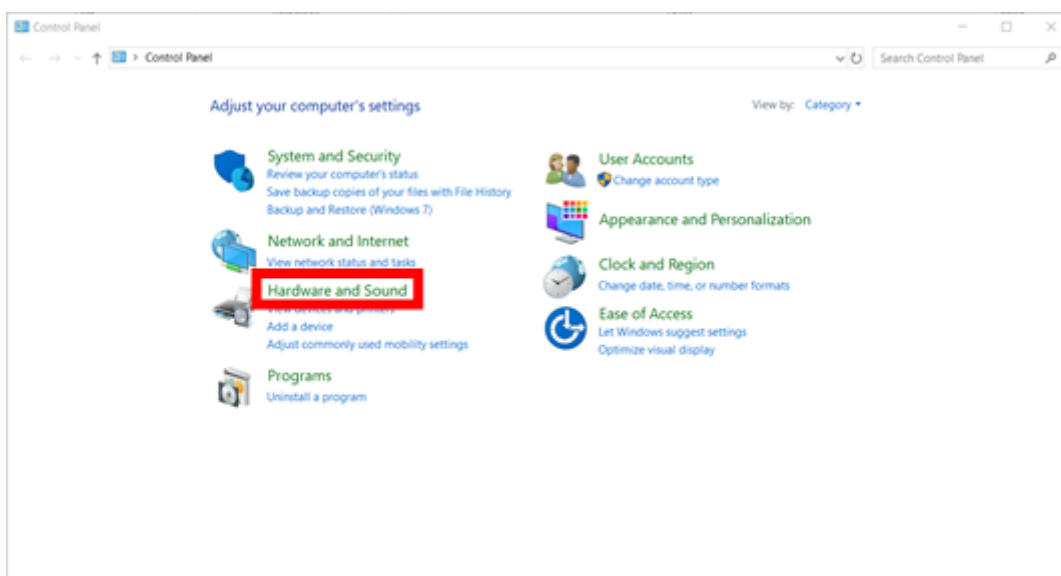 Control Panel
Control Panel
Search Control Panel
Adjust your computer's settings
View by: Category
System and Security
Review your computer's status
Save backup copies of your files with File History
Backup and Restore (Windows 7)
Network and Internet
View network status and tasks
Hardware and Sound
View devices and printers
Add a device
Adjust commonly used mobility settings
Programs
Uninstall a program
User Accounts
Change account type
Appearance and Personalization
Clock and Region
Change date, time, or number formats
Ease of Access
Let Windows suggest settings
Optimize visual display